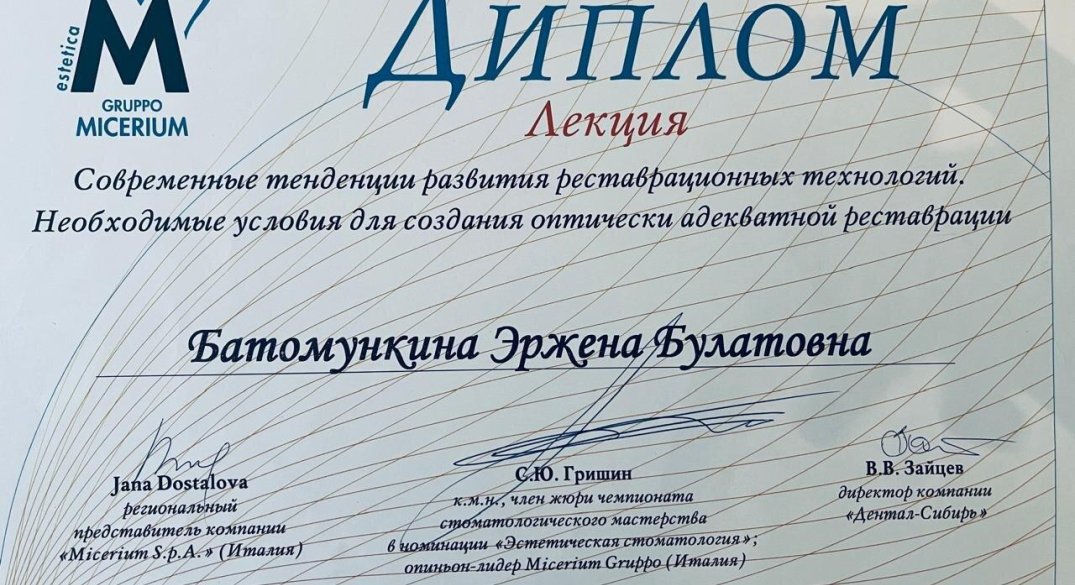 estetica
M
GRUPPO
MICERIUM
Диплом
Лекция
Современные тенденции развития реставрационных технологий.
Необходимые условия для создания оптически адекватной реставрации
Батомункина Эржена Булатовна
Jana Dostalova
региональный
представитель компании
«Micerium S.p.A.» (Италия)
С.Ю. Гришин
к.м.н., член жюри чемпионата
стоматологического мастерства
в номинации «Эстетическая стоматология»;
опиньон-лидер Micerium Gruppo (Италия)
В.В. Зайцев
директор компании
«Дентал-Сибирь»